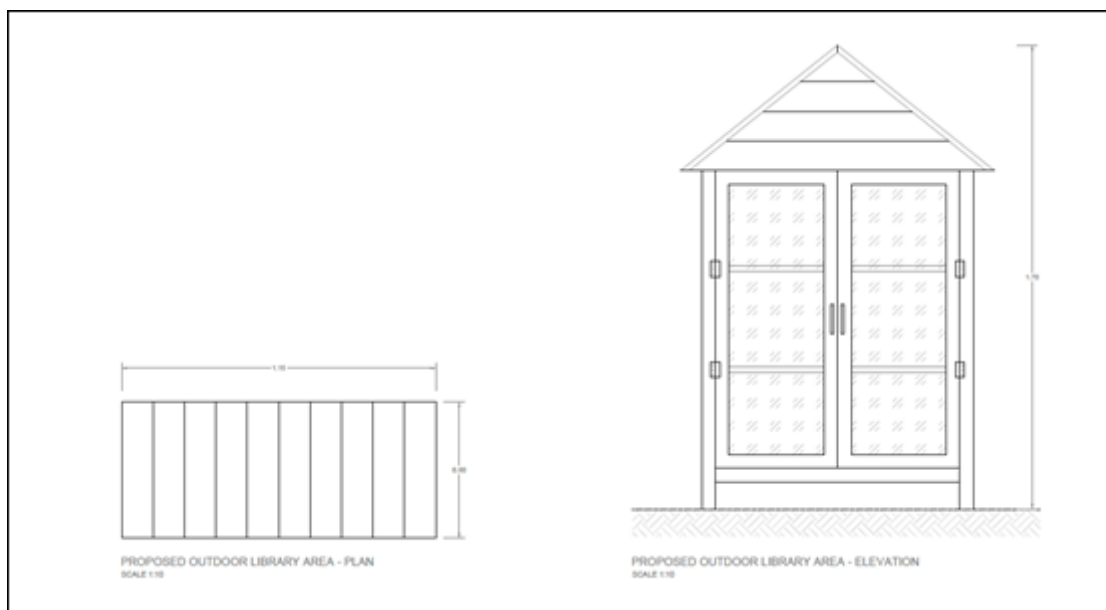 PROPOSED OUTDOOR LIBRARY AREA - PLAN
SCALE 1:10
PROPOSED OUTDOOR LIBRARY AREA - ELEVATION
SCALE 1:10